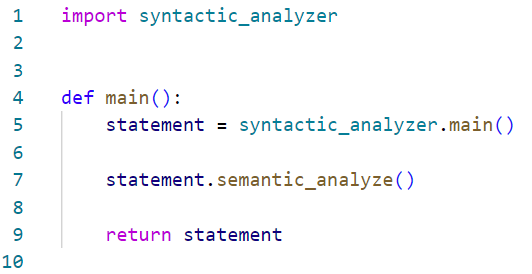 1 import syntactic_analyzer
2
3
4 def main():
5     statement = syntactic_analyzer.main()
6
7     statement.semantic_analyze()
8
9     return statement
10